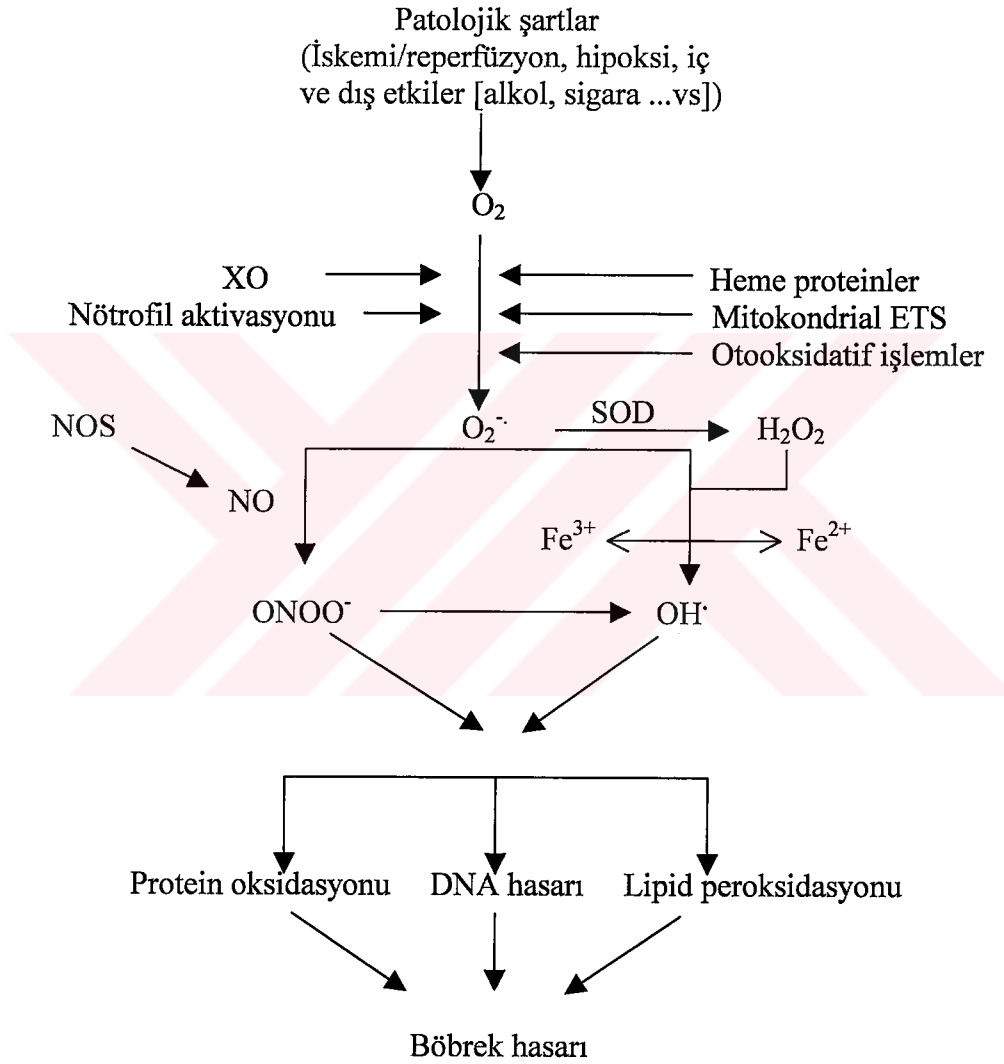 Patolojik şartlar
(İskemi/reperfüzyon, hipoksi, iç
ve dış etkiler [alkol, sigara ...vs])
O₂
XO
Heme proteinler
Nötrofil aktivasyonu
Mitokondrial ETS
Otooksidatif işlemler
NOS
O₂⁻·
SOD
H₂O₂
NO
Fe³⁺
Fe²⁺
ONOO⁻
OH·
Protein oksidasyonu
DNA hasarı
Lipid peroksidasyonu
Böbrek hasarı